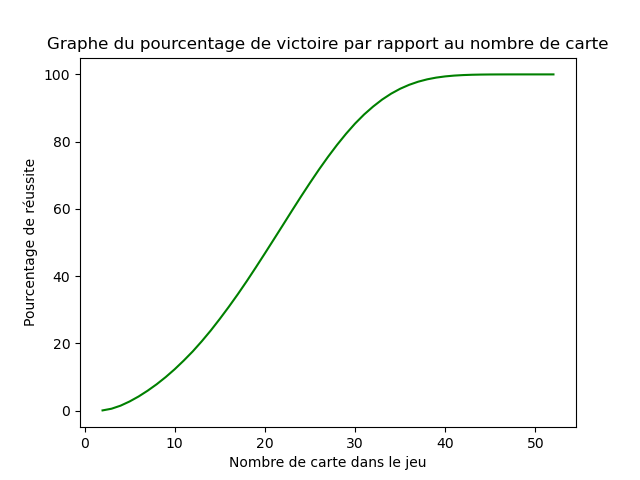 Graphe du pourcentage de victoire par rapport au nombre de carte
Pourcentage de réussite
100
80
60
40
20
0
0 10 20 30 40 50
Nombre de carte dans le jeu